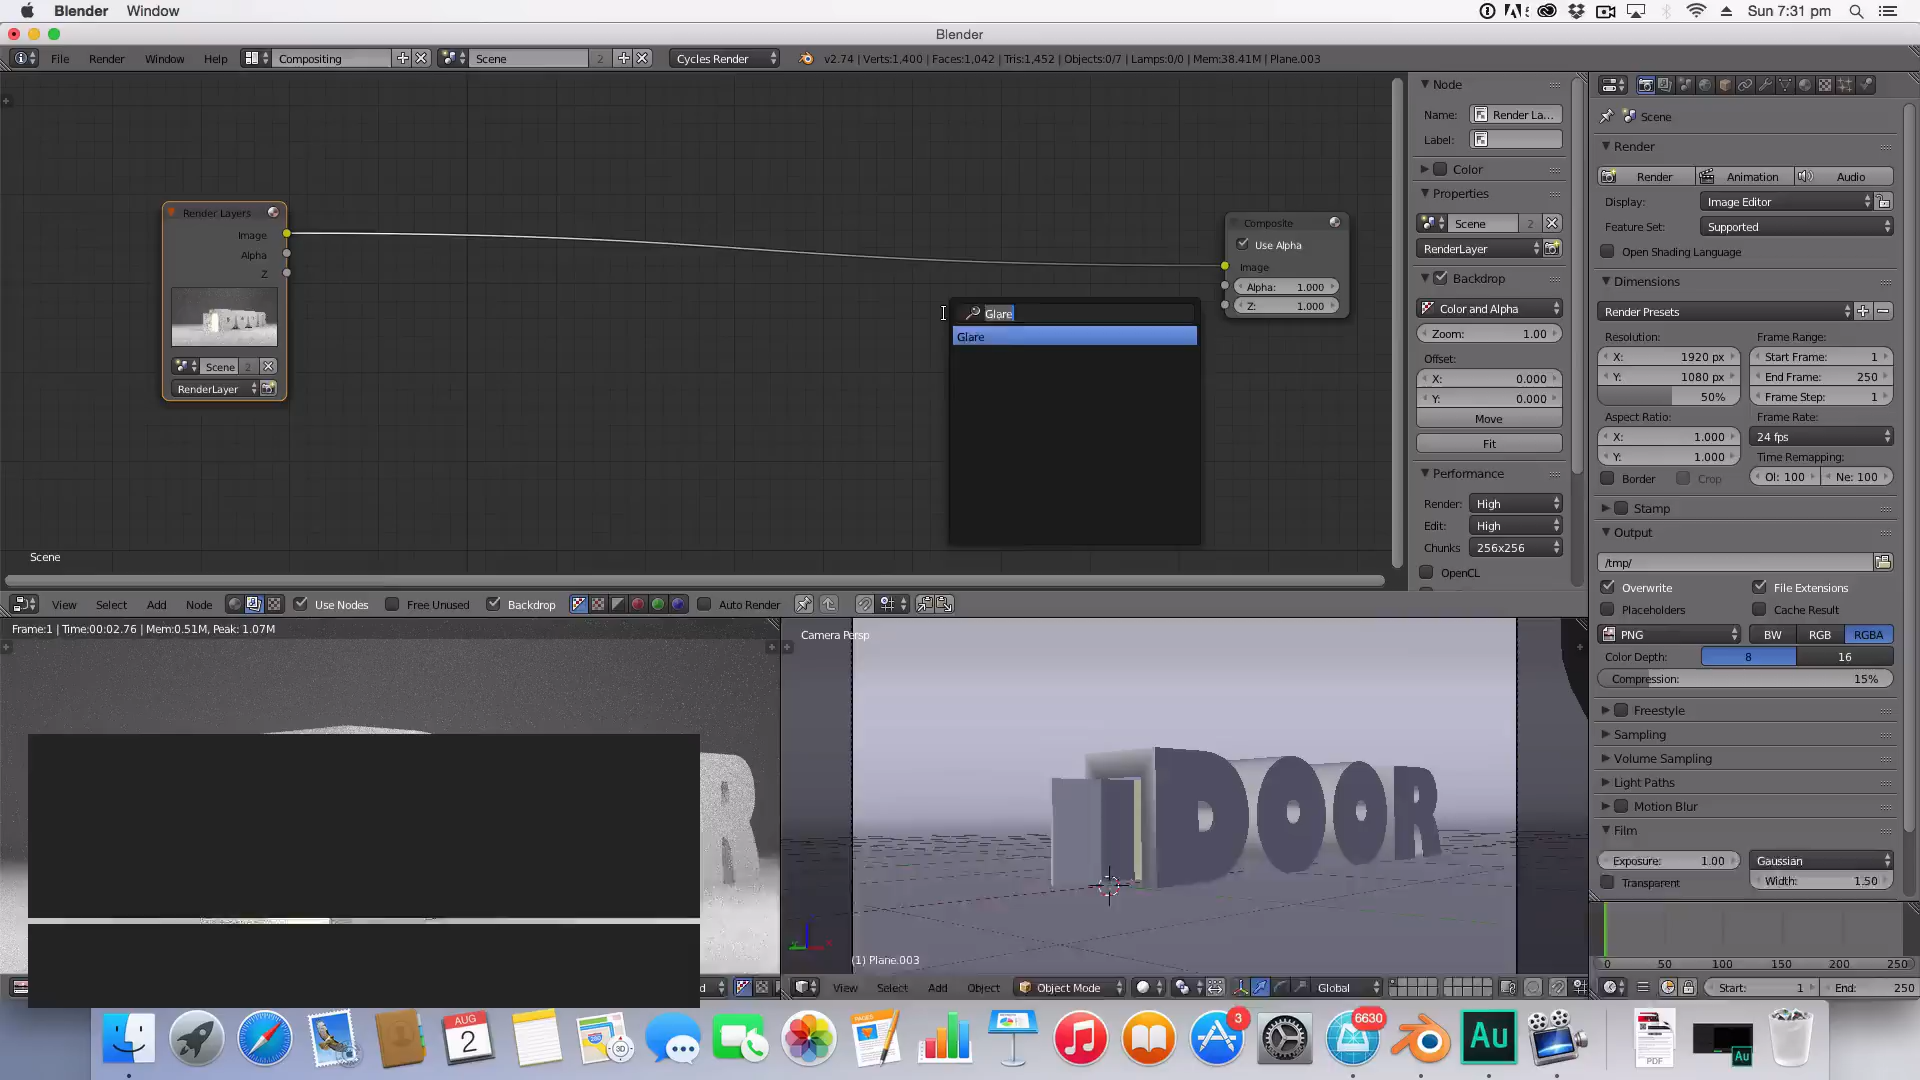 Blender Window Sun 7:31 pm
Blender
File Render Window Help Compositing Scene 2 Cycles Render v2.74 | Verts:1,400 | Faces:1,042 | Tris:1,452 | Objects:0/7 | Lamps:0/0 | Mem:38.41M | Plane.003
Render Layers
Image
Alpha
Z
Scene 2
RenderLayer
Composite
Use Alpha
Image
Alpha: 1.000
Z: 1.000
Glare
Glare
Scene
Node
Name: Render La...
Label:
Color
Properties
Scene 2
RenderLayer
Backdrop
Color and Alpha
Zoom: 1.00
Offset:
X: 0.000
Y: 0.000
Move
Fit
Performance
Render: High
Edit: High
Chunks 256x256
OpenCL
Scene
Render
Render Animation Audio
Display: Image Editor
Feature Set: Supported
Open Shading Language
Dimensions
Render Presets
Resolution: Frame Range:
X: 1920 px Start Frame: 1
Y: 1080 px End Frame: 250
50% Frame Step: 1
Aspect Ratio: Frame Rate:
X: 1.000 24 fps
Y: 1.000 Time Remapping:
Border Crop Ol: 100 Ne: 100
Stamp
Output
/tmp/
Overwrite File Extensions
Placeholders Cache Result
PNG BW RGB RGBA
Color Depth: 8 16
Compression: 15%
Freestyle
Sampling
Volume Sampling
Light Paths
Motion Blur
Film
Exposure: 1.00 Gaussian
Transparent Width: 1.50
View Select Add Node Use Nodes Free Unused Backdrop Auto Render
Frame:1 | Time:00:02.76 | Mem:0.51M, Peak: 1.07M
R
Camera Persp
DOOR
(1) Plane.003
View Select Add Object Object Mode Global
0 50 100 150 200 250
Start: 1 End: 250
AUG
2
3D
3
6630
Au
PDF
Au